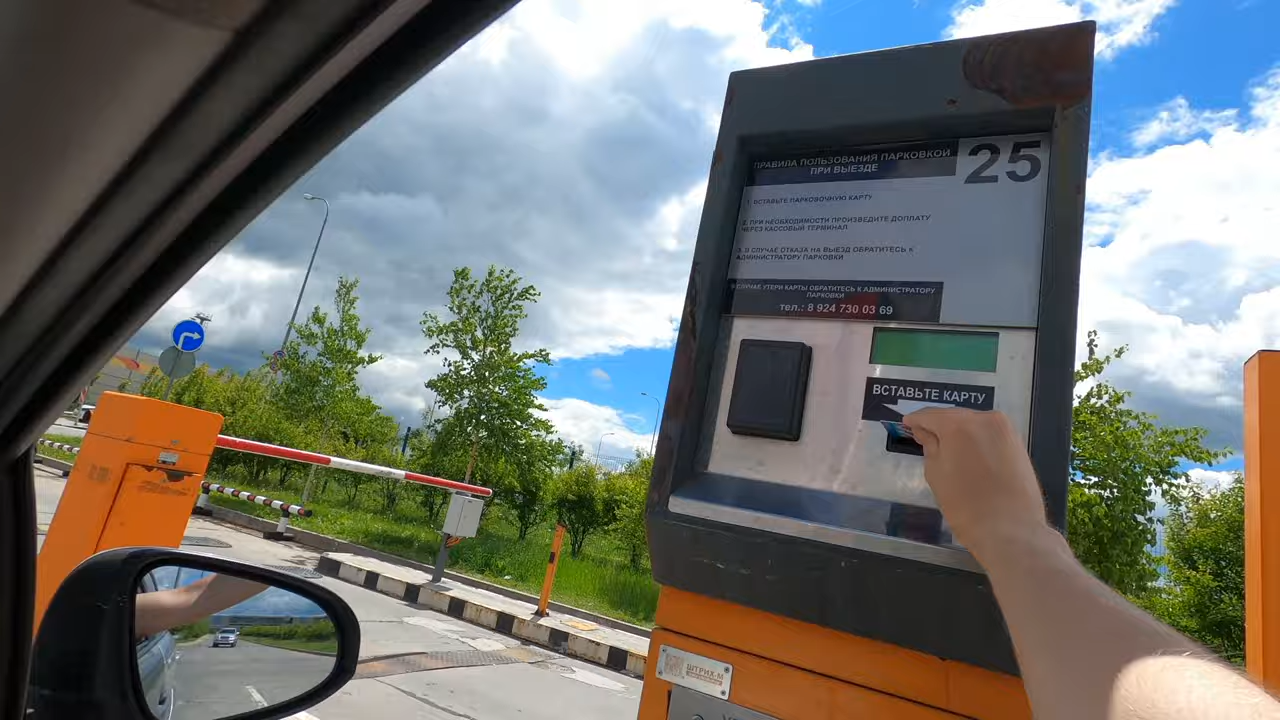 ПРАВИЛА ПОЛЬЗОВАНИЯ ПАРКОВКОЙ
ПРИ ВЫЕЗДЕ
25
1. ВСТАВЬТЕ ПАРКОВОЧНУЮ КАРТУ
2. ПРИ НЕОБХОДИМОСТИ ПРОИЗВЕДИТЕ ДОПЛАТУ
ЧЕРЕЗ КАССОВЫЙ ТЕРМИНАЛ
3. В СЛУЧАЕ ОТКАЗА НА ВЫЕЗД ОБРАТИТЕСЬ К
АДМИНИСТРАТОРУ ПАРКОВКИ
В СЛУЧАЕ УТЕРИ КАРТЫ ОБРАТИТЕСЬ К АДМИНИСТРАТОРУ
ПАРКОВКИ
тел.: 8 924 730 03 69
ВСТАВЬТЕ КАРТУ
ШТРИХ-М